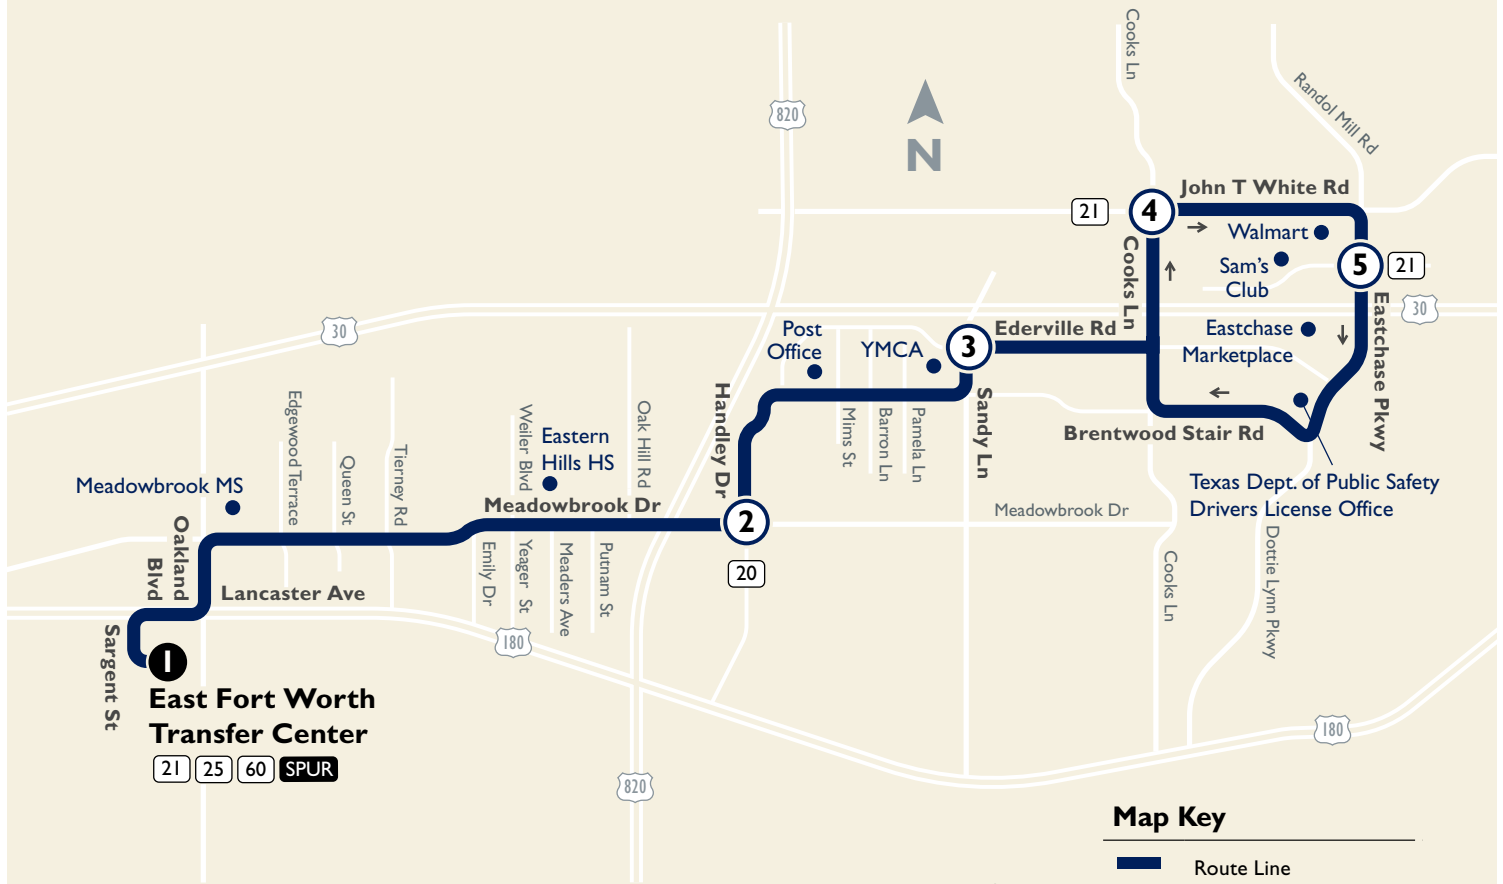 Cooks Ln
820
Randol Mill Rd
N
John T White Rd
21
4
Walmart
Cooks Ln
Sam's
Club
5
21
30
30
Post
Office
YMCA
3
Ederville Rd
Eastchase
Marketplace
Eastchase Pkwy
Handley Dr
Sandy Ln
Edgewood Terrace
Queen St
Tierney Rd
Weiler Blvd
Eastern
Hills HS
Oak Hill Rd
Mims St
Barron Ln
Pamela Ln
Brentwood Stair Rd
Meadowbrook MS
Meadowbrook Dr
2
Meadowbrook Dr
Texas Dept. of Public Safety
Drivers License Office
Oakland
Blvd
Lancaster Ave
Emily Dr
Yeager St
Meaders Ave
Putnam St
20
Cooks Ln
Dottie Lynn Pkwy
Sargent St
180
1
East Fort Worth
Transfer Center
21 25 60 SPUR
820
180
Map Key
Route Line